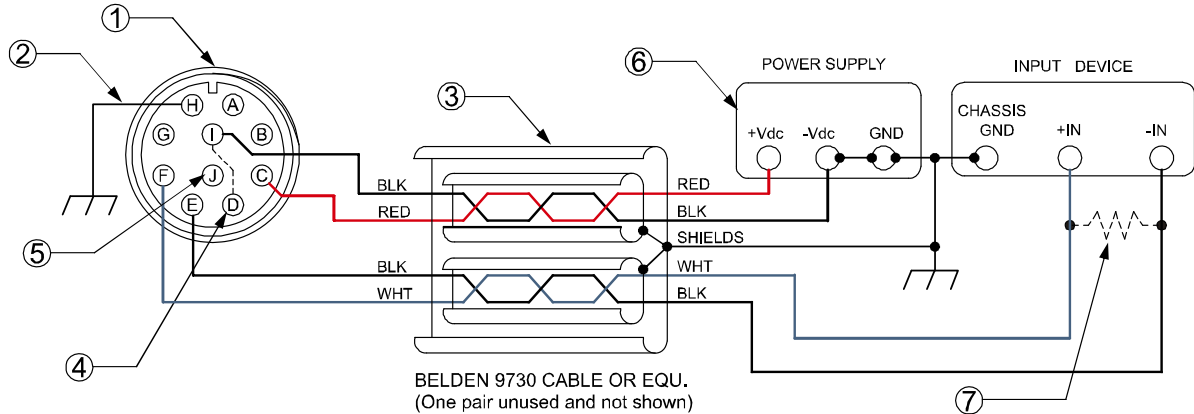 1
2
3
6
POWER SUPPLY
INPUT DEVICE
CHASSIS
GND
+Vdc
-Vdc
GND
+IN
-IN
H
A
G
I
B
F
J
C
E
D
BLK
RED
RED
BLK
SHIELDS
BLK
WHT
WHT
BLK
5
4
7
BELDEN 9730 CABLE OR EQU.
(One pair unused and not shown)